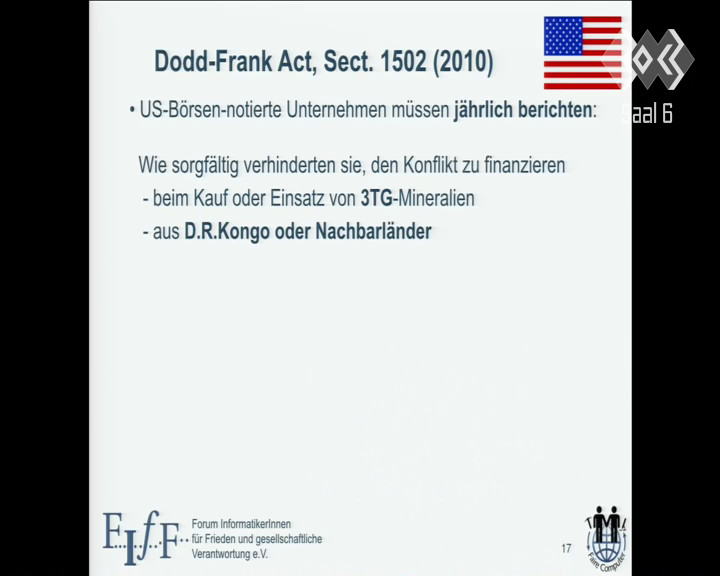 Dodd-Frank Act, Sect. 1502 (2010)
Saal 6
• US-Börsen-notierte Unternehmen müssen jährlich berichten:
Wie sorgfältig verhinderten sie, den Konflikt zu finanzieren
- beim Kauf oder Einsatz von 3TG-Mineralien
- aus D.R.Kongo oder Nachbarländer
F..I..f..F..
Forum InformatikerInnen
für Frieden und gesellschaftliche
Verantwortung e.V.
17
Faire Computer